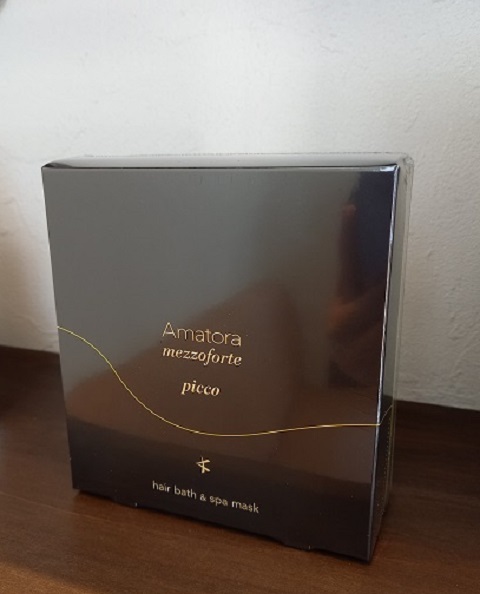 Amatora
mezzoforte
picco
hair bath & spa mask